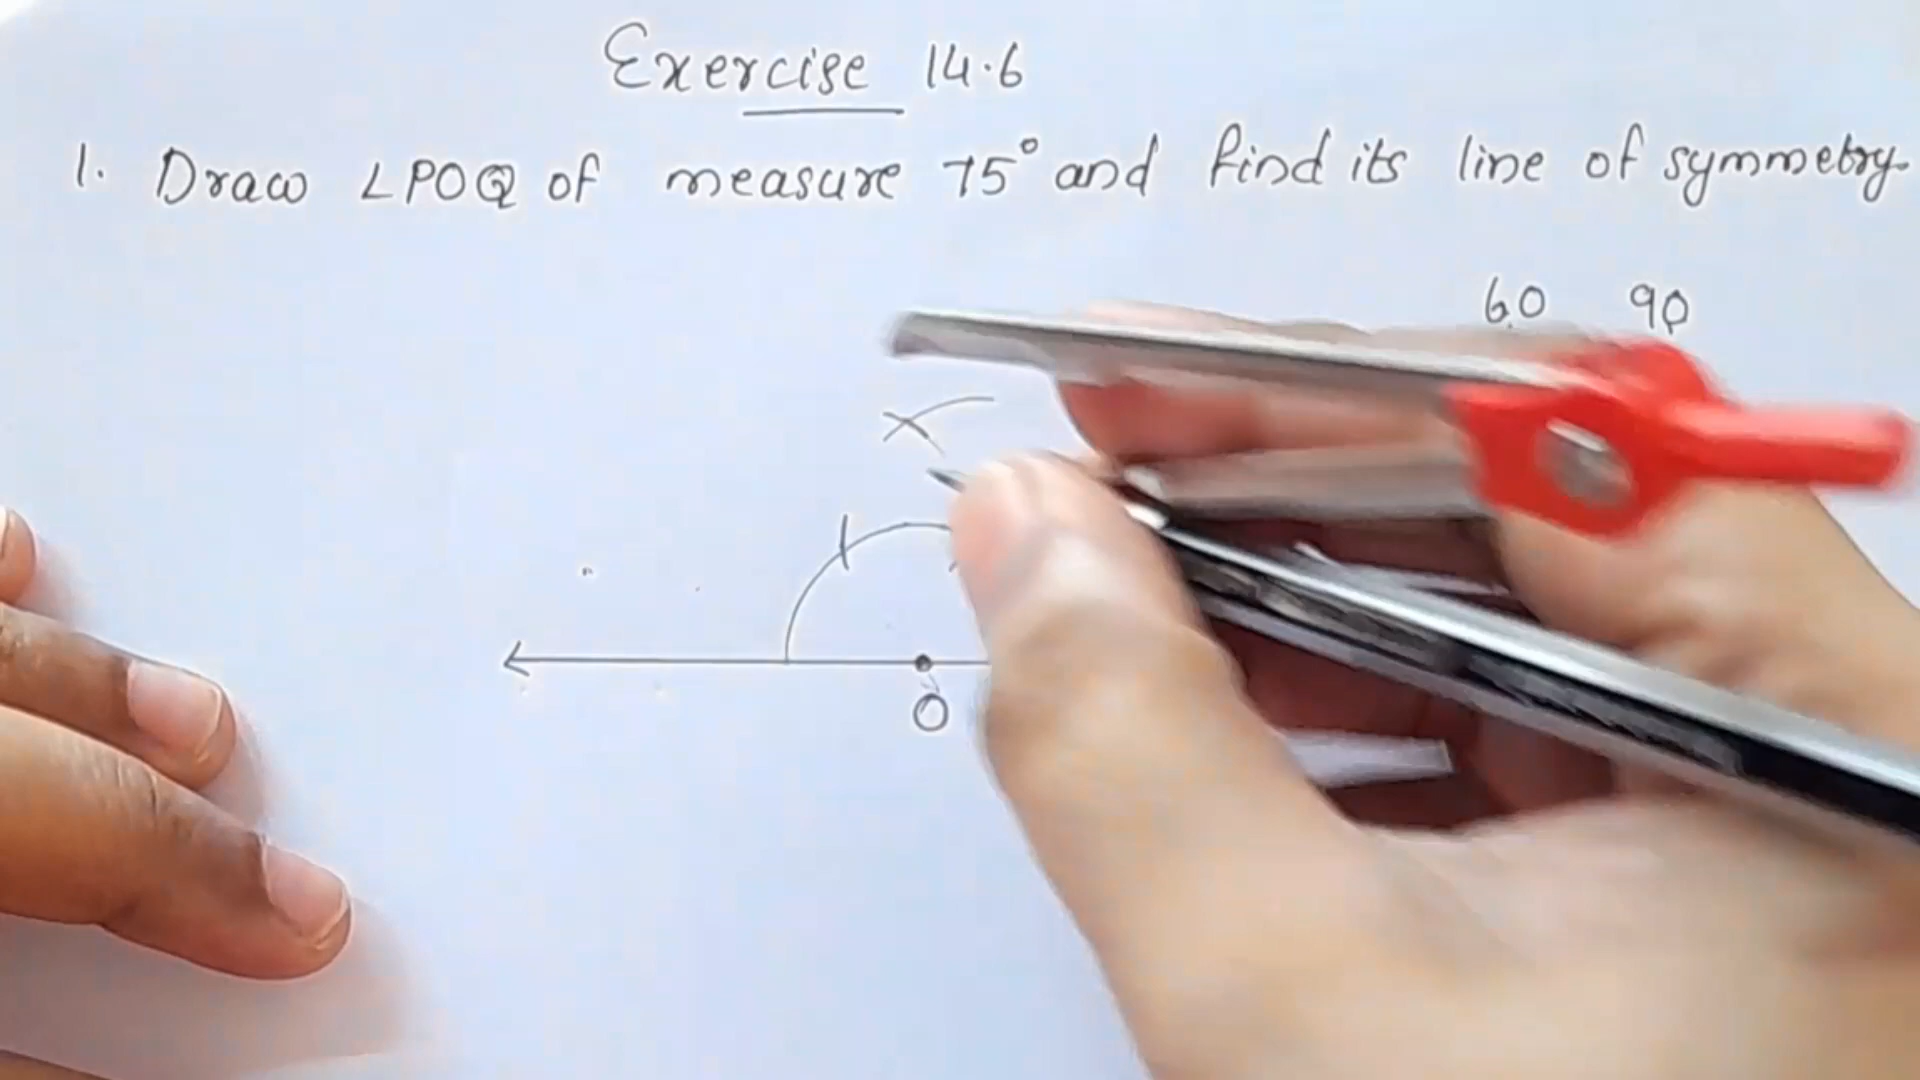 Exercise 14.6
1. Draw ∠POQ of measure 75° and find its line of symmetry.
60 90
O